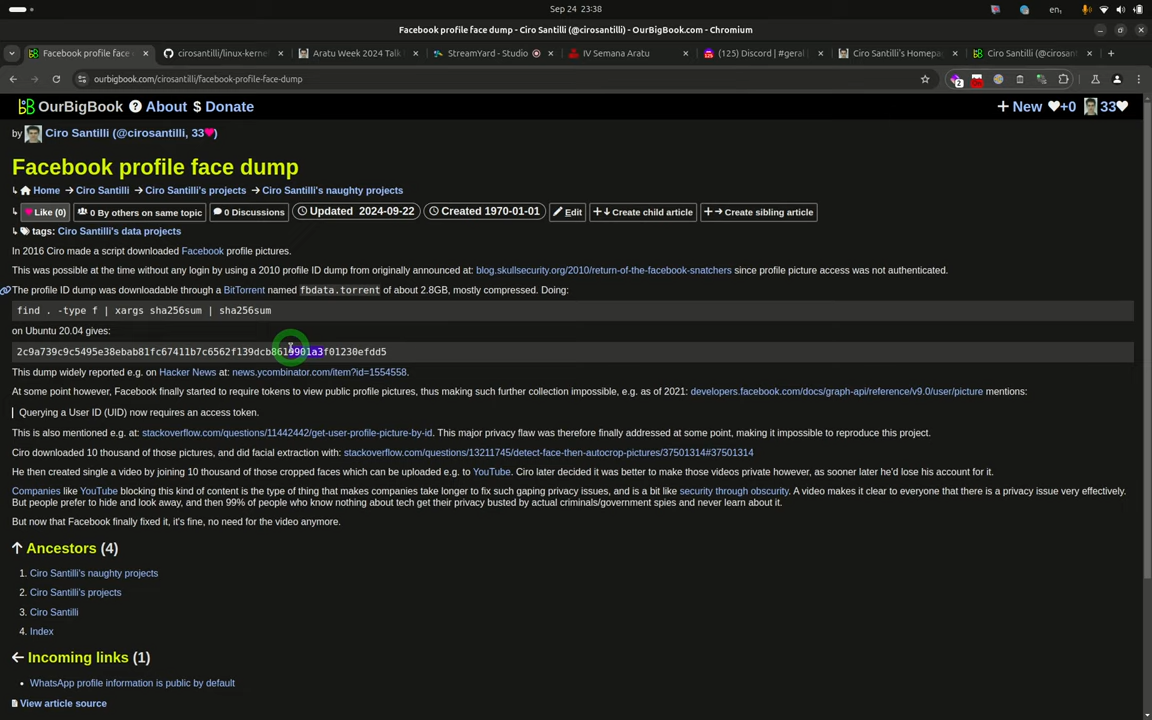 Sep 24 23:38
en₁
Facebook profile face dump - Ciro Santilli (@cirosantilli) - OurBigBook.com - Chromium
Facebook profile face
cirosantilli/linux-kerne
Aratu Week 2024 Talk
StreamYard - Studio
IV Semana Aratu
(125) Discord | #geral
Ciro Santilli's Homepa
Ciro Santilli (@cirosant
ourbigbook.com/cirosantilli/facebook-profile-face-dump
2
OurBigBook About $ Donate
+ New +0 33
by Ciro Santilli (@cirosantilli, 33)
Facebook profile face dump
↳ Home → Ciro Santilli → Ciro Santilli's projects → Ciro Santilli's naughty projects
↳ Like (0) 0 By others on same topic 0 Discussions Updated 2024-09-22 Created 1970-01-01 Edit + Create child article + Create sibling article
↳ tags: Ciro Santilli's data projects
In 2016 Ciro made a script downloaded Facebook profile pictures.
This was possible at the time without any login by using a 2010 profile ID dump from originally announced at: blog.skullsecurity.org/2010/return-of-the-facebook-snatchers since profile picture access was not authenticated.
The profile ID dump was downloadable through a BitTorrent named fbdata.torrent of about 2.8GB, mostly compressed. Doing:
find . -type f | xargs sha256sum | sha256sum
on Ubuntu 20.04 gives:
2c9a739c9c5495e38ebab81fc67411b7c6562f139dcb8619901a3f01230efdd5
This dump widely reported e.g. on Hacker News at: news.ycombinator.com/item?id=1554558.
At some point however, Facebook finally started to require tokens to view public profile pictures, thus making such further collection impossible, e.g. as of 2021: developers.facebook.com/docs/graph-api/reference/v9.0/user/picture mentions:
Querying a User ID (UID) now requires an access token.
This is also mentioned e.g. at: stackoverflow.com/questions/11442442/get-user-profile-picture-by-id. This major privacy flaw was therefore finally addressed at some point, making it impossible to reproduce this project.
Ciro downloaded 10 thousand of those pictures, and did facial extraction with: stackoverflow.com/questions/13211745/detect-face-then-autocrop-pictures/37501314#37501314
He then created single a video by joining 10 thousand of those cropped faces which can be uploaded e.g. to YouTube. Ciro later decided it was better to make those videos private however, as sooner later he'd lose his account for it.
Companies like YouTube blocking this kind of content is the type of thing that makes companies take longer to fix such gaping privacy issues, and is a bit like security through obscurity. A video makes it clear to everyone that there is a privacy issue very effectively.
But people prefer to hide and look away, and then 99% of people who know nothing about tech get their privacy busted by actual criminals/government spies and never learn about it.
But now that Facebook finally fixed it, it's fine, no need for the video anymore.
↑ Ancestors (4)
1. Ciro Santilli's naughty projects
2. Ciro Santilli's projects
3. Ciro Santilli
4. Index
← Incoming links (1)
• WhatsApp profile information is public by default
View article source